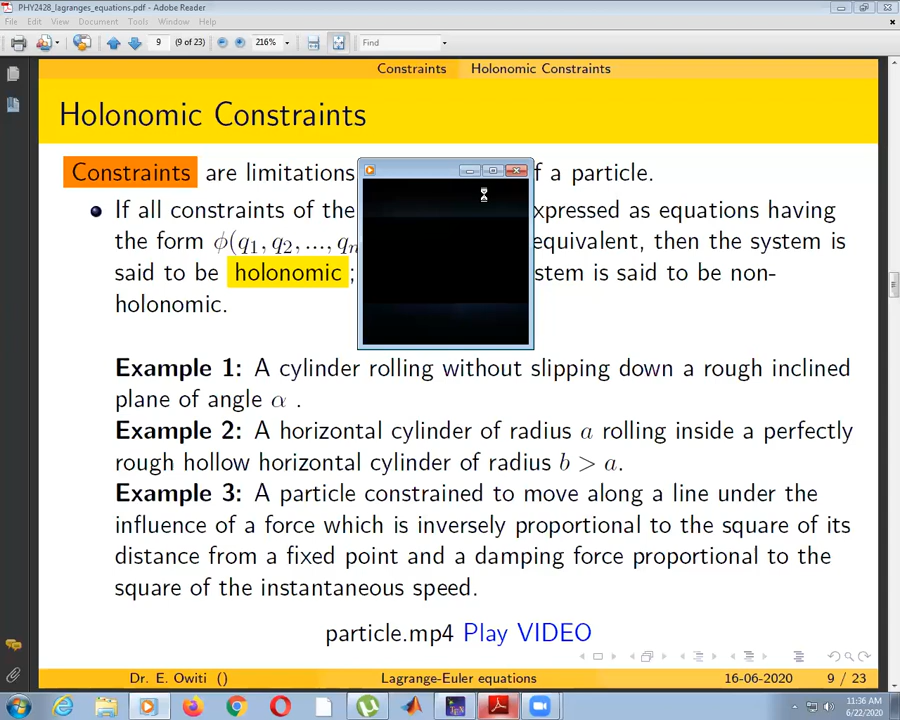 PHY2428_lagranges_equations.pdf - Adobe Reader
File Edit View Document Tools Window Help
9 (9 of 23) 216% Find
Constraints Holonomic Constraints
Holonomic Constraints
Constraints are limitations f a particle.
If all constraints of the xpressed as equations having
the form ϕ(q1, q2, ..., qn equivalent, then the system is
said to be holonomic ; stem is said to be non-
holonomic.
Example 1: A cylinder rolling without slipping down a rough inclined
plane of angle α .
Example 2: A horizontal cylinder of radius a rolling inside a perfectly
rough hollow horizontal cylinder of radius b > a.
Example 3: A particle constrained to move along a line under the
influence of a force which is inversely proportional to the square of its
distance from a fixed point and a damping force proportional to the
square of the instantaneous speed.
particle.mp4 Play VIDEO
Dr. E. Owiti () Lagrange-Euler equations 16-06-2020 9 / 23
11:36 AM
6/22/2020